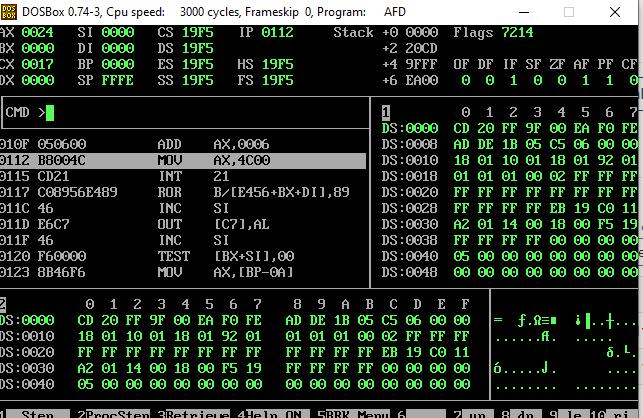 DOSBox 0.74-3, Cpu speed: 3000 cycles, Frameskip 0, Program: AFD
AX 0024 SI 0000 CS 19F5 IP 0112 Stack +0 0000 Flags 7214
BX 0000 DI 0000 DS 19F5 +2 20CD
CX 0017 BP 0000 ES 19F5 HS 19F5 +4 9FFF OF DF IF SF ZF AF PF CF
DX 0000 SP FFFE SS 19F5 FS 19F5 +6 EA00 0 0 1 0 0 1 1 0
CMD >
1 0 1 2 3 4 5 6 7
DS:0000 CD 20 FF 9F 00 EA F0 FE
010F 050600 ADD AX,0006 DS:0008 AD DE 1B 05 C5 06 00 00
0112 B8004C MOV AX,4C00 DS:0010 18 01 10 01 18 01 92 01
0115 CD21 INT 21 DS:0018 01 01 01 00 02 FF FF FF
0117 C08956E489 ROR B/[E456+BX+DI],89 DS:0020 FF FF FF FF FF FF FF FF
011C 46 INC SI DS:0028 FF FF FF FF EB 19 C0 11
011D E6C7 OUT [C7],AL DS:0030 A2 01 14 00 18 00 F5 19
011F 46 INC SI DS:0038 FF FF FF FF 00 00 00 00
0120 F60000 TEST [BX+SI],00 DS:0040 05 00 00 00 00 00 00 00
0123 8B46F6 MOV AX,[BP-0A] DS:0048 00 00 00 00 00 00 00 00
2 0 1 2 3 4 5 6 7 8 9 A B C D E F
DS:0000 CD 20 FF 9F 00 EA F0 FE AD DE 1B 05 C5 06 00 00 = ƒ.Ω≡■ ¡▐..┼...
DS:0010 18 01 10 01 18 01 92 01 01 01 01 00 02 FF FF FF
DS:0020 FF FF FF FF FF FF FF FF FF FF FF FF EB 19 C0 11 δ.└.
DS:0030 A2 01 14 00 18 00 F5 19 FF FF FF FF 00 00 00 00 ó.....⌡.
DS:0040 05 00 00 00 00 00 00 00 00 00 00 00 00 00 00 00
1 Step 2ProcStep 3Retrieve 4Help ON 5BRK Menu 6 7 up 8 dn 9 le 10 ri